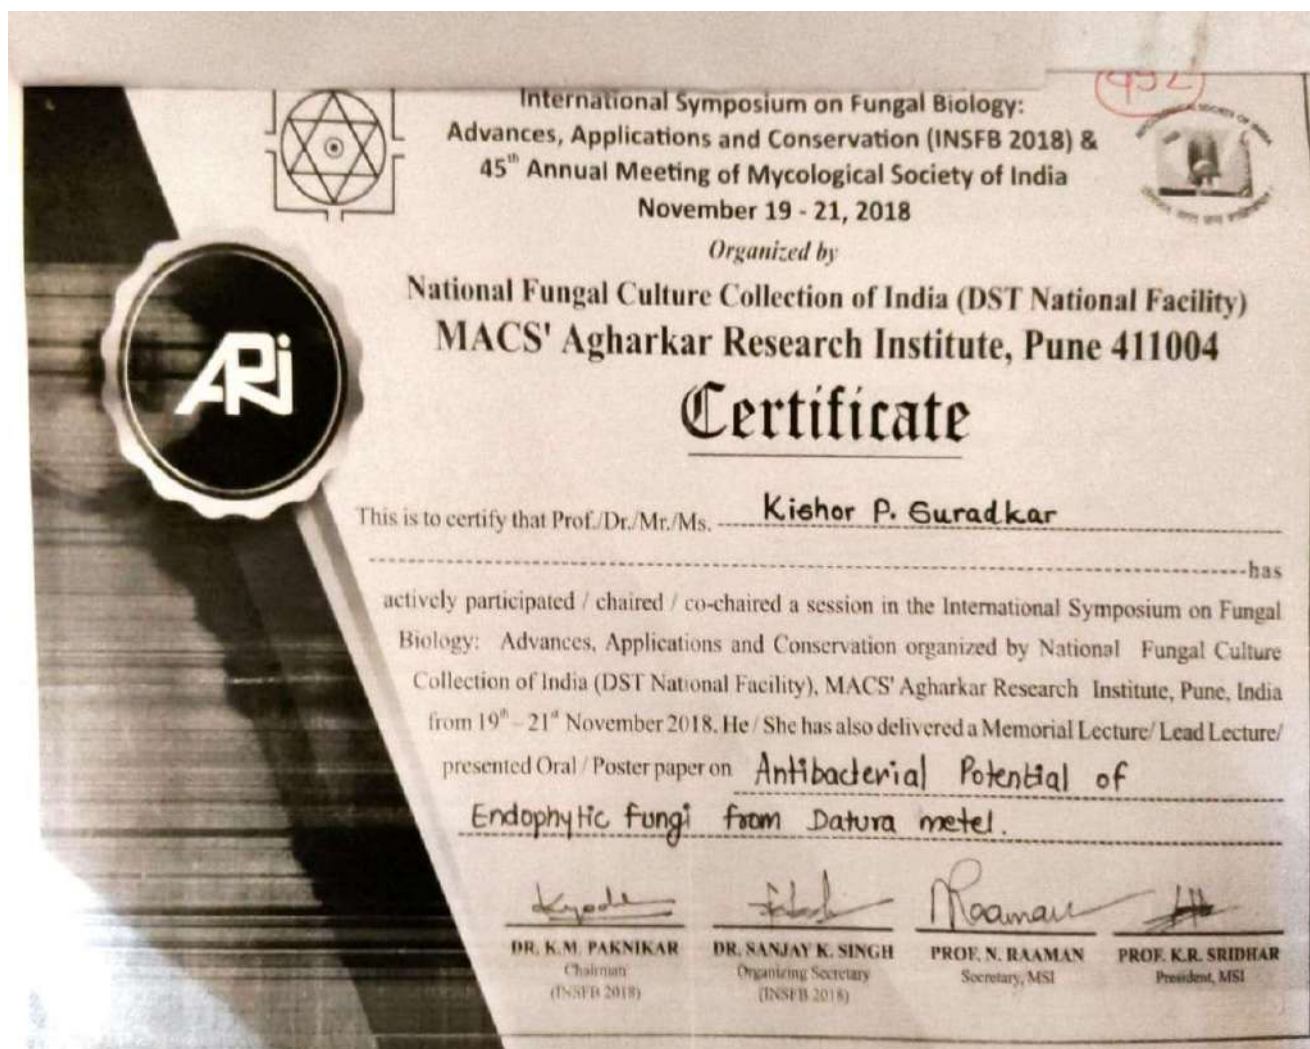 452
International Symposium on Fungal Biology:
Advances, Applications and Conservation (INSFB 2018) &
45th Annual Meeting of Mycological Society of India
November 19 - 21, 2018
Organized by
National Fungal Culture Collection of India (DST National Facility)
MACS' Agharkar Research Institute, Pune 411004
ARI
Certificate
This is to certify that Prof./Dr./Mr./Ms. Kishor P. Suradkar
has
actively participated / chaired / co-chaired a session in the International Symposium on Fungal
Biology: Advances, Applications and Conservation organized by National Fungal Culture
Collection of India (DST National Facility), MACS' Agharkar Research Institute, Pune, India
from 19th – 21st November 2018. He / She has also delivered a Memorial Lecture/ Lead Lecture/
presented Oral / Poster paper on Antibacterial Potential of
Endophytic fungi from Datura metel.
DR. K.M. PAKNIKAR DR. SANJAY K. SINGH PROF. N. RAAMAN PROF. K.R. SRIDHAR
Chairman Organizing Secretary Secretary, MSI President, MSI
(INSFB 2018) (INSFB 2018)